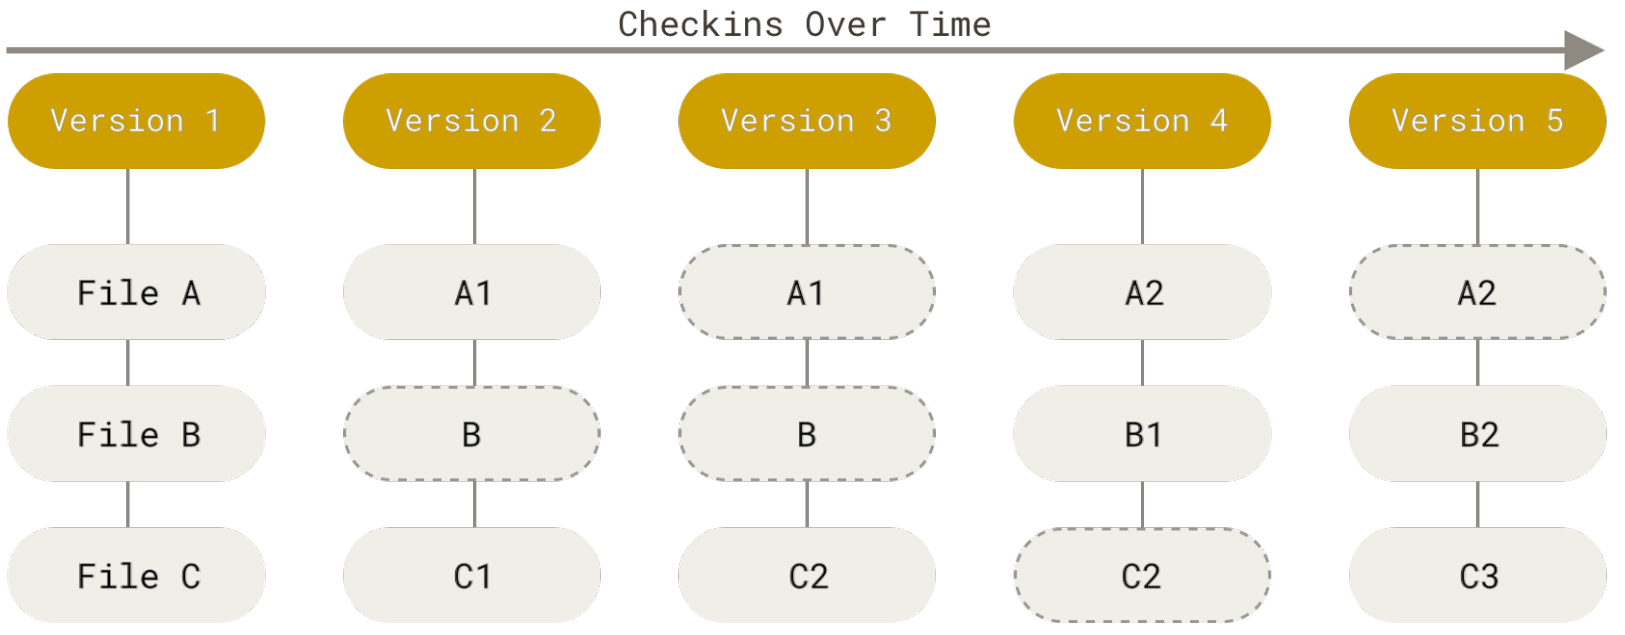 Checkins Over Time
Version 1
Version 2
Version 3
Version 4
Version 5
File A
A1
A1
A2
A2
File B
B
B
B1
B2
File C
C1
C2
C2
C3